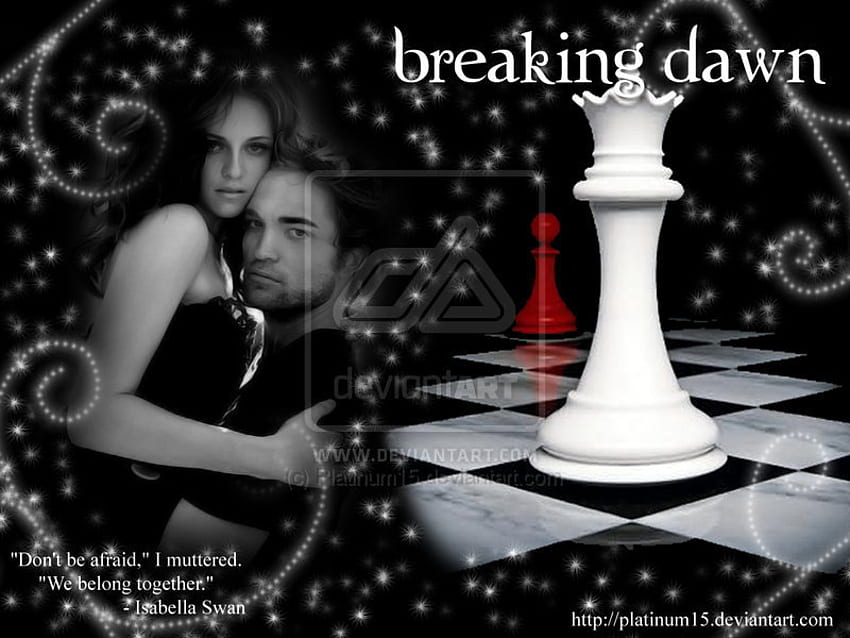 breaking dawn
deviantART
WWW.DEVIANTART.COM
(c) Platinum15.deviantart.com
"Don't be afraid," I muttered.
"We belong together."
- Isabella Swan
http://platinum15.deviantart.com